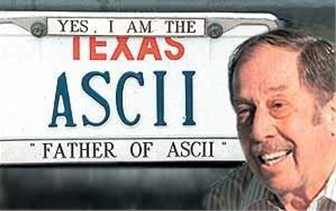 YES, I AM THE
TEXAS
ASCII
"FATHER OF ASCII"